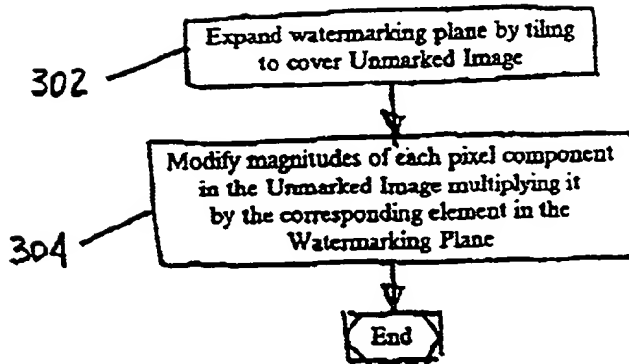 Expand watermarking plane by tiling
to cover Unmarked Image
302
Modify magnitudes of each pixel component
in the Unmarked Image multiplying it
by the corresponding element in the
Watermarking Plane
304
End